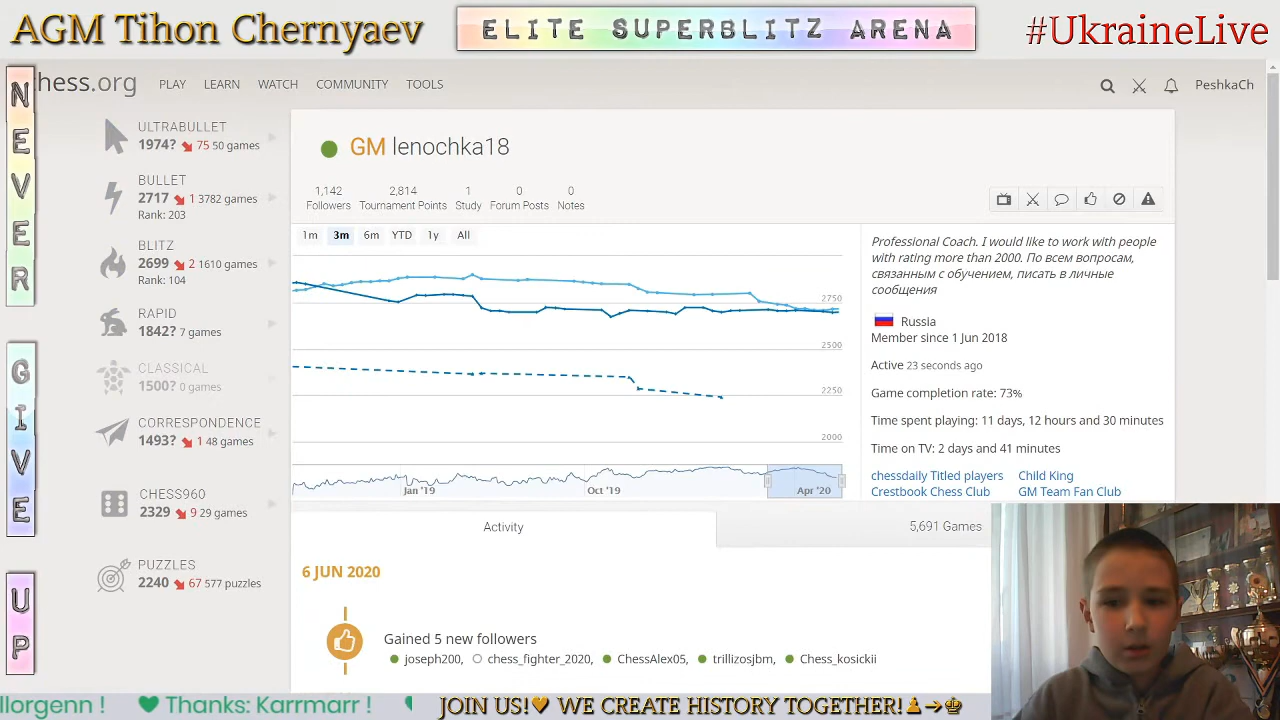 AGM Tihon Chernyaev
ELITE SUPERBLITZ ARENA
#UkraineLive
NEVER
GIVE
UP
hess.org
PLAY LEARN WATCH COMMUNITY TOOLS
PeshkaCh
ULTRABULLET
1974? 75 50 games
BULLET
2717 1 3782 games
Rank: 203
BLITZ
2699 2 1610 games
Rank: 104
RAPID
1842? 7 games
CLASSICAL
1500? 0 games
CORRESPONDENCE
1493? 1 48 games
CHESS960
2329 9 29 games
PUZZLES
2240 67 577 puzzles
GM lenochka18
1,142 2,814 1 0 0
Followers Tournament Points Study Forum Posts Notes
1m 3m 6m YTD 1y All
2750
2500
2250
2000
Jan '19 Oct '19 Apr '20
Professional Coach. I would like to work with people
with rating more than 2000. По всем вопросам,
связанным с обучением, писать в личные
сообщения
Russia
Member since 1 Jun 2018
Active 23 seconds ago
Game completion rate: 73%
Time spent playing: 11 days, 12 hours and 30 minutes
Time on TV: 2 days and 41 minutes
chessdaily Titled players Child King
Crestbook Chess Club GM Team Fan Club
Activity
5,691 Games
6 JUN 2020
Gained 5 new followers
joseph200, chess_fighter_2020, ChessAlex05, trillizosjbm, Chess_kosickii
llorgenn ! Thanks: Karrmarr !
JOIN US! WE CREATE HISTORY TOGETHER!